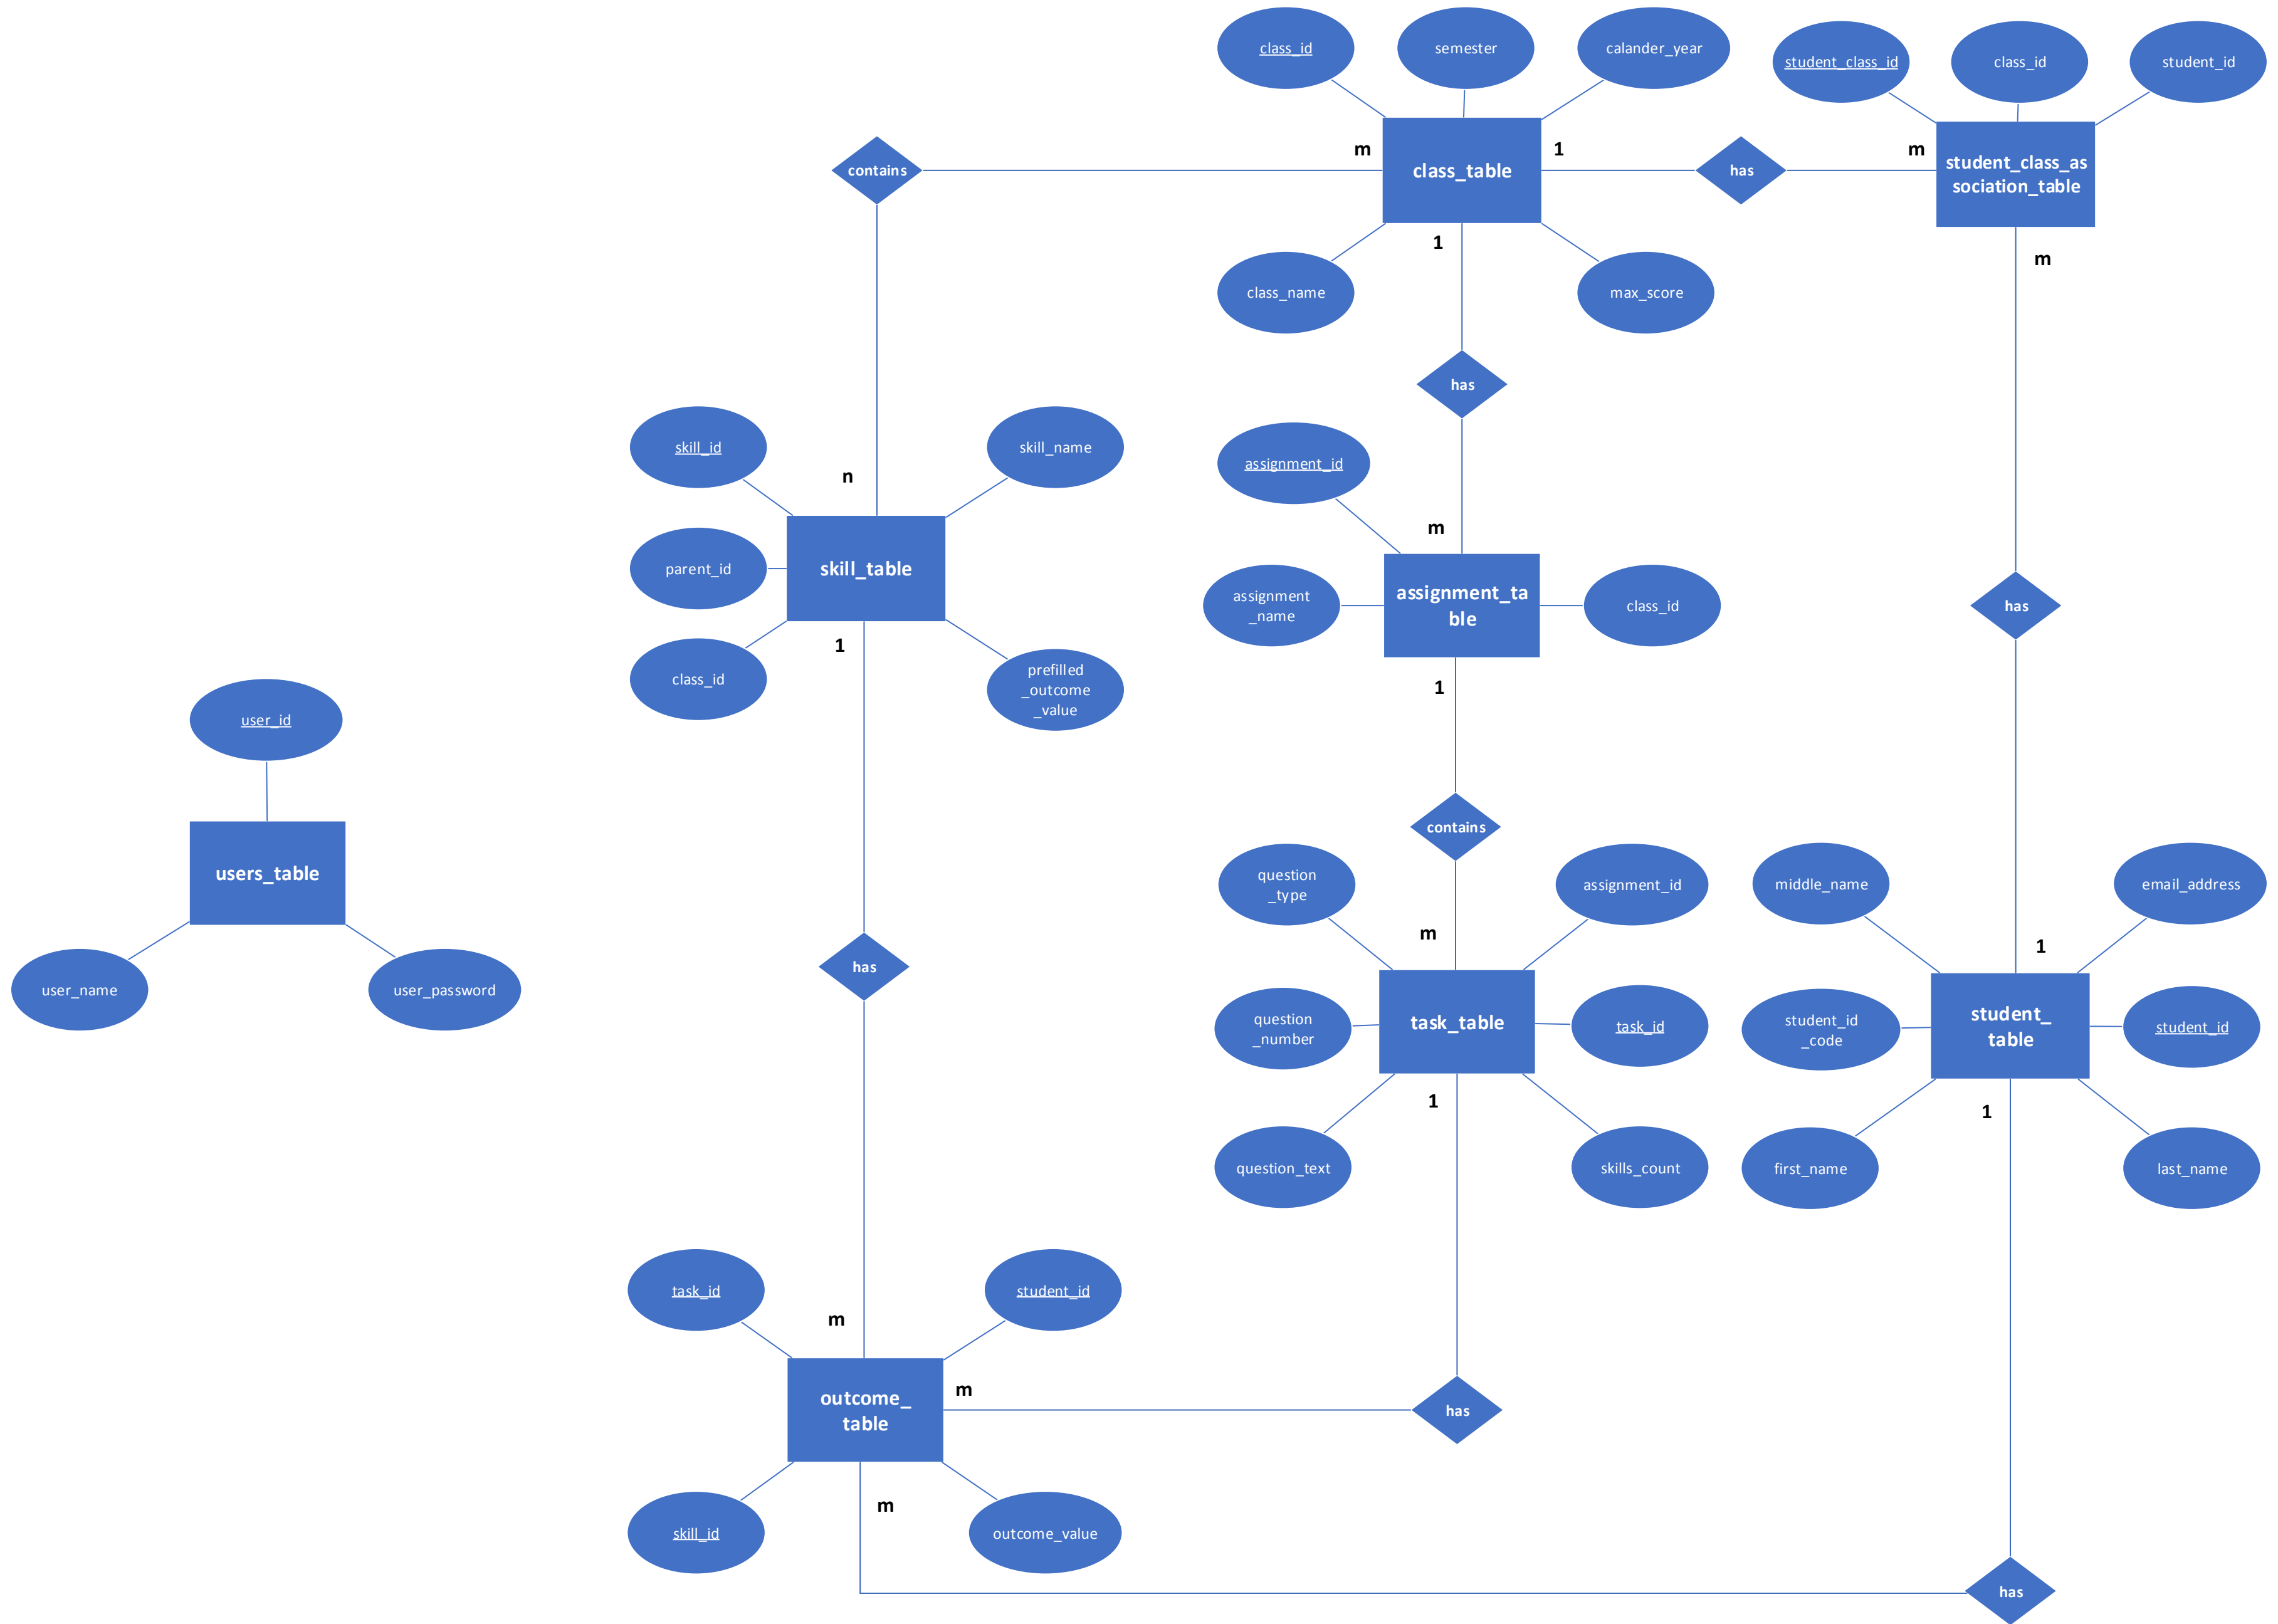 class_id
semester
calander_year
student_class_id
class_id
student_id
contains
m
class_table
1
has
m
student_class_as
sociation_table
1
m
class_name
max_score
has
skill_id
skill_name
n
assignment_id
m
parent_id
skill_table
assignment
_name
assignment_ta
ble
class_id
has
1
class_id
prefilled
_outcome
_value
1
user_id
contains
users_table
question
_type
assignment_id
middle_name
email_address
m
1
has
user_name
user_password
question
_number
task_table
task_id
student_id
_code
student_
table
student_id
1
1
question_text
skills_count
first_name
last_name
task_id
student_id
m
outcome_
table
m
has
m
skill_id
outcome_value
has